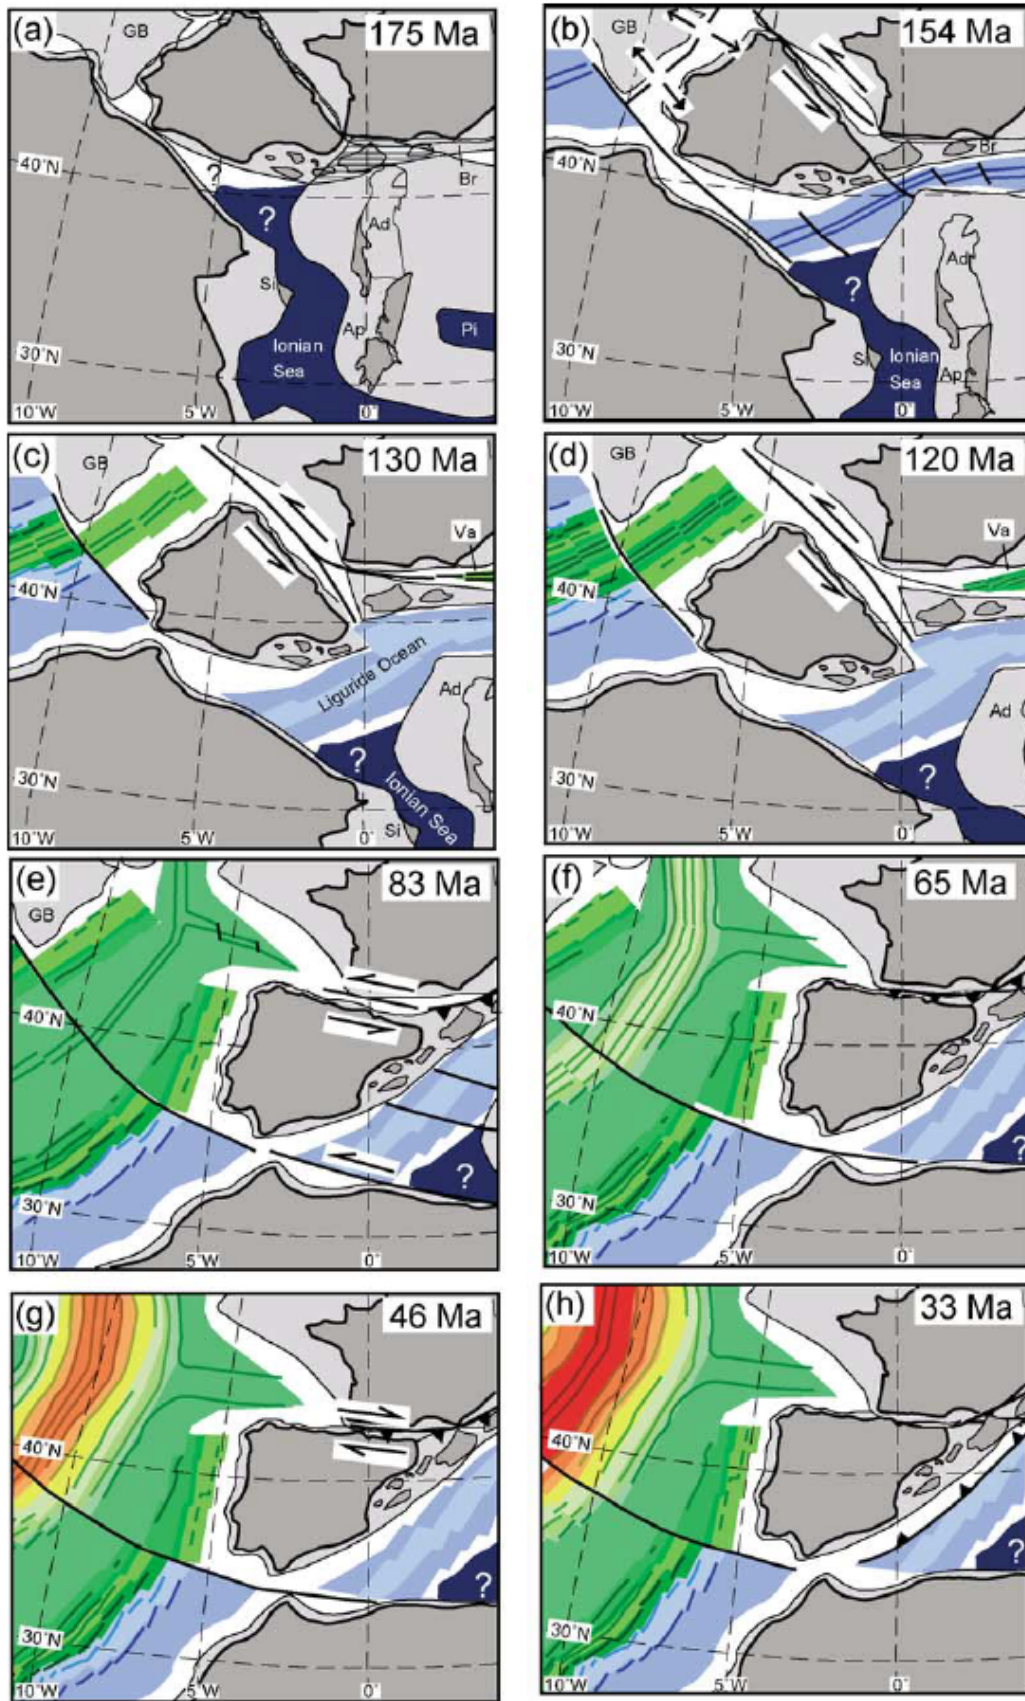 (a)
GB
175 Ma
40˚N
?
?
Br
Ad
Si
Ap
Pi
Ionian
Sea
30˚N
10˚W
5˚W
0˚
(b)
GB
154 Ma
40˚N
Br
Ad
?
Si
Ionian
Sea
Ap
30˚N
10˚W
5˚W
0˚
(c)
GB
130 Ma
Va
40˚N
Liguride Ocean
Ad
?
Ionian Sea
30˚N
Si
10˚W
5˚W
0˚
(d)
GB
120 Ma
Va
40˚N
Ad
?
30˚N
10˚W
5˚W
0˚
(e)
83 Ma
GB
40˚N
?
30˚N
10˚W
5˚W
0˚
(f)
65 Ma
40˚N
?
30˚N
10˚W
5˚W
0˚
(g)
46 Ma
40˚N
?
30˚N
10˚W
5˚W
0˚
(h)
33 Ma
40˚N
?
30˚N
10˚W
5˚W
0˚